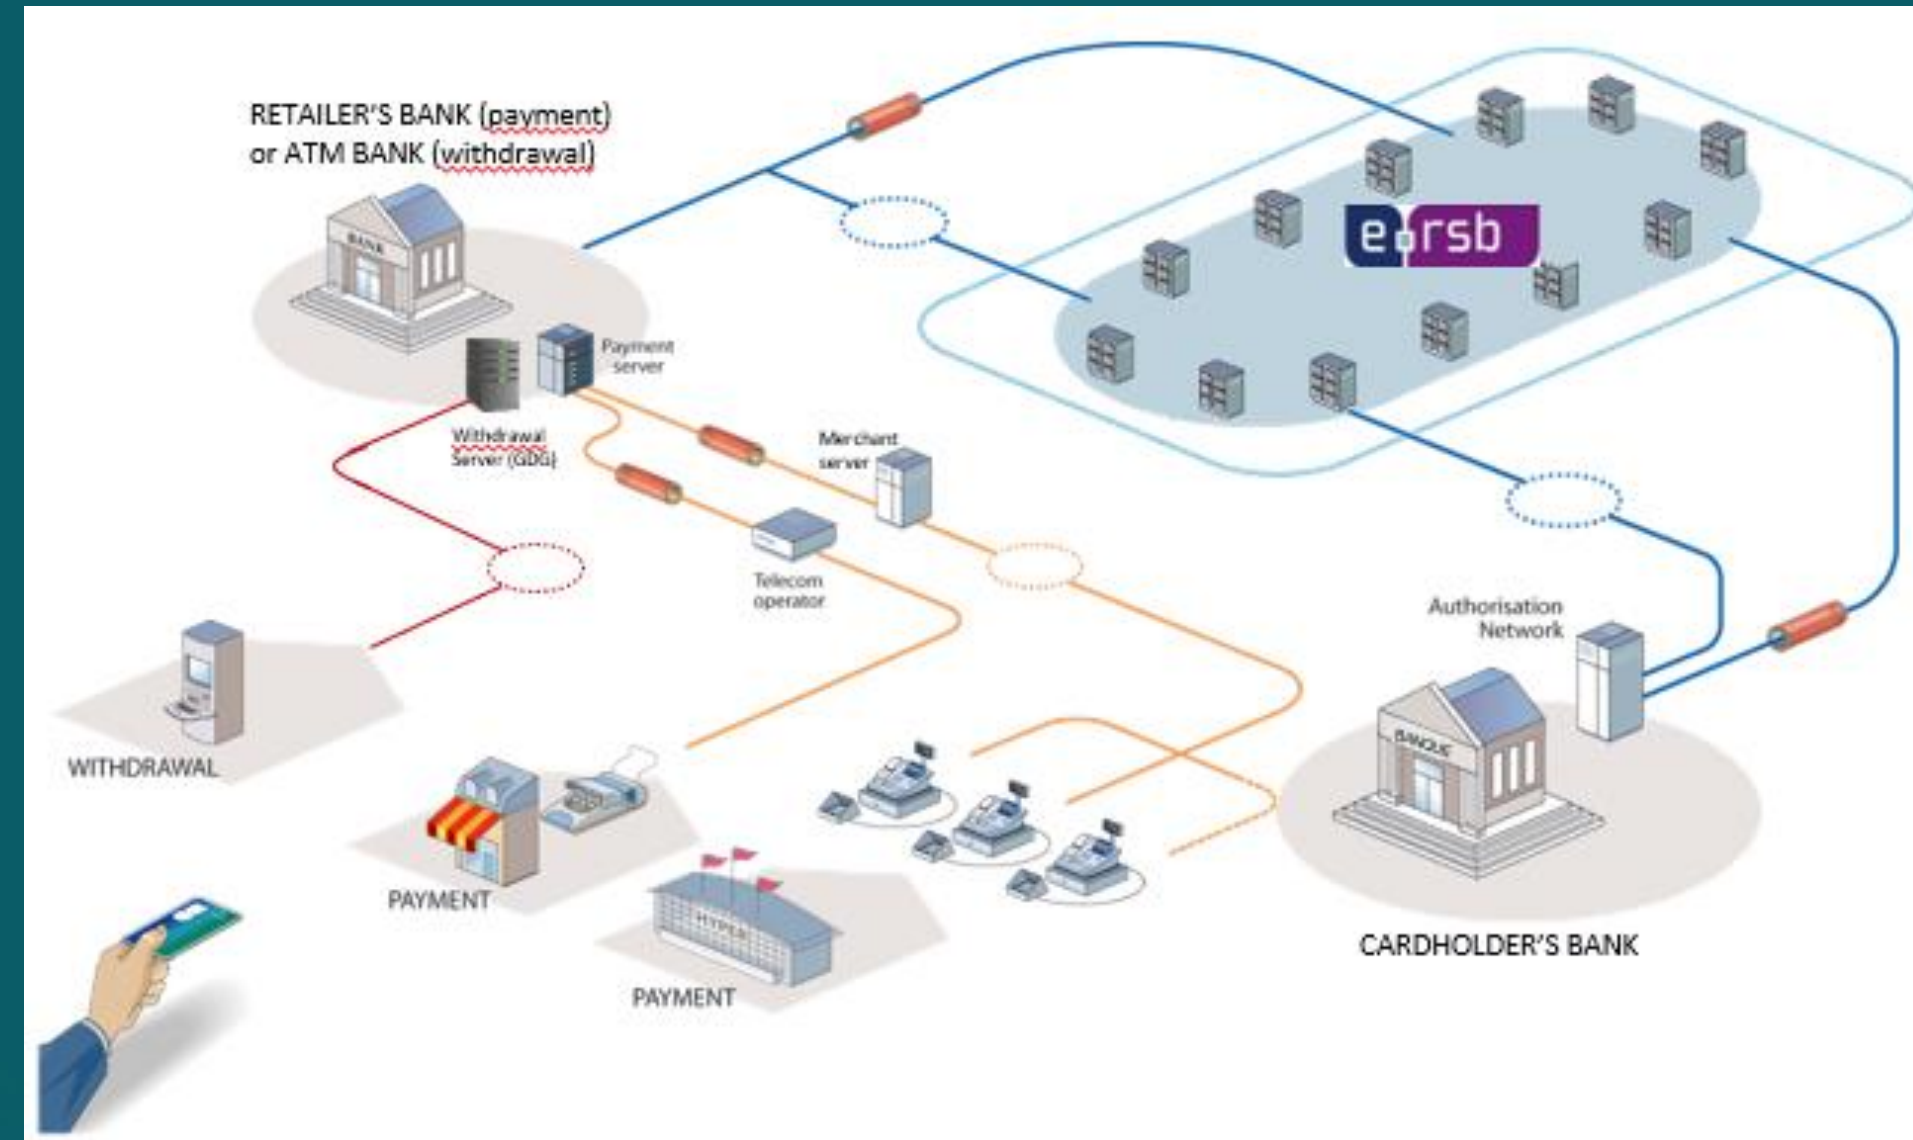 RETAILER'S BANK (payment)
or ATM BANK (withdrawal)
BANK
e-rsb
Payment
server
Withdrawal
Server (GDG)
Merchant
server
Telecom
operator
Authorisation
Network
WITHDRAWAL
BANQUE
PAYMENT
HYPER
CARDHOLDER'S BANK
PAYMENT